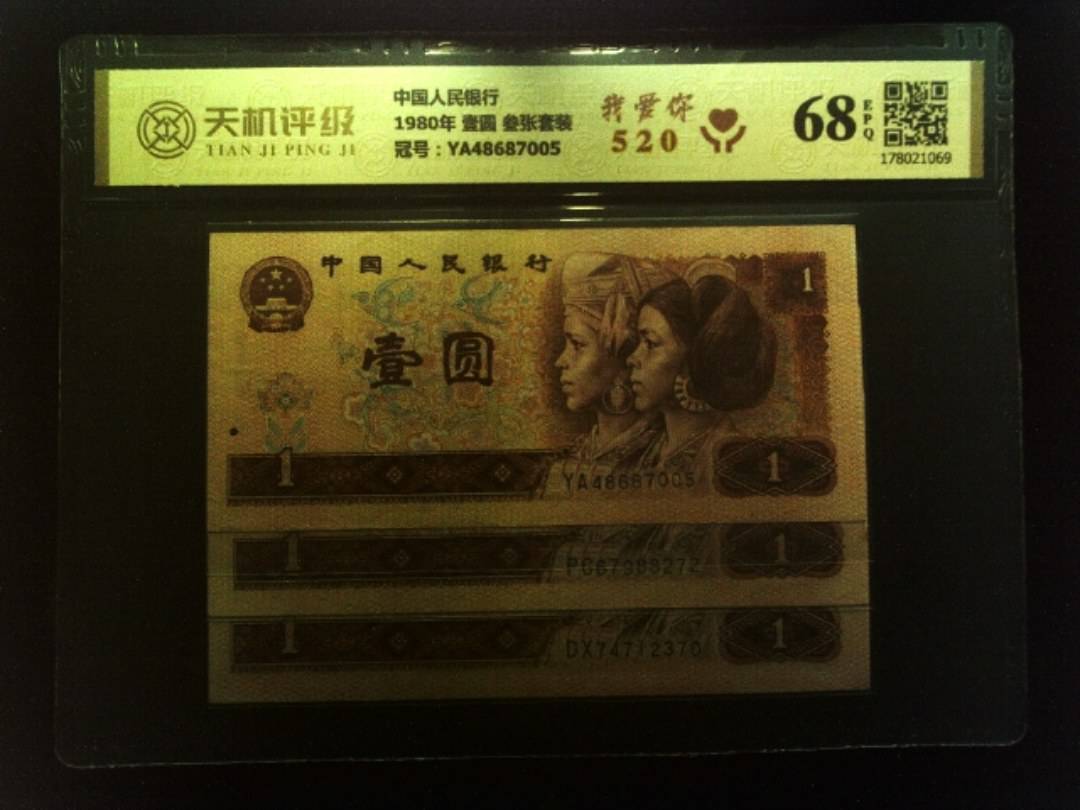 天机评级
TIAN JI PING JI
中国人民银行
1980年 壹圆 叁张套装
冠号：YA48687005
我爱你
520
68
EPQ
178021069
中国人民银行
1
壹圆
1
YA48687005
1
1
1
1
DX74712370
1